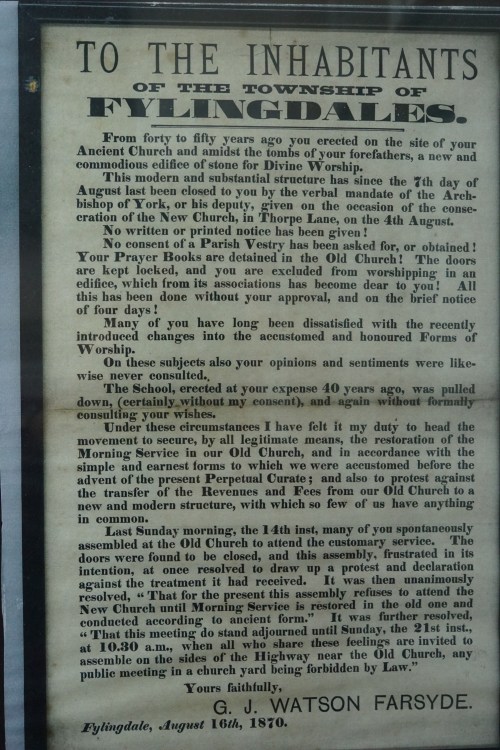 TO THE INHABITANTS
OF THE TOWNSHIP OF
FYLINGDALES.
From forty to fifty years ago you erected on the site of your
Ancient Church and amidst the tombs of your forefathers, a new and
commodious edifice of stone for Divine Worship.
This modern and substantial structure has since the 7th day of
August last been closed to you by the verbal mandate of the Arch-
bishop of York, or his deputy, given on the occasion of the conse-
cration of the New Church, in Thorpe Lane, on the 4th August.
No written or printed notice has been given!
No consent of a Parish Vestry has been asked for, or obtained!
Your Prayer Books are detained in the Old Church! The doors
are kept locked, and you are excluded from worshipping in an
edifice, which from its associations has become dear to you! All
this has been done without your approval, and on the brief notice
of four days!
Many of you have long been dissatisfied with the recently
introduced changes into the accustomed and honoured Forms of
Worship.
On these subjects also your opinions and sentiments were like-
wise never consulted.
The School, erected at your expense 40 years ago, was pulled
down, (certainly without my consent), and again without formally
consulting your wishes.
Under these circumstances I have felt it my duty to head the
movement to secure, by all legitimate means, the restoration of the
Morning Service in our Old Church, and in accordance with the
simple and earnest forms to which we were accustomed before the
advent of the present Perpetual Curate; and also to protest against
the transfer of the Revenues and Fees from our Old Church to a
new and modern structure, with which so few of us have anything
in common.
Last Sunday morning, the 14th inst, many of you spontaneously
assembled at the Old Church to attend the customary service. The
doors were found to be closed, and this assembly, frustrated in its
intention, at once resolved to draw up a protest and declaration
against the treatment it had received. It was then unanimously
resolved, "That for the present this assembly refuses to attend the
New Church until Morning Service is restored in the old one and
conducted according to ancient form." It was further resolved,
"That this meeting do stand adjourned until Sunday, the 21st inst.,
at 10.30 a.m., when all who share these feelings are invited to
assemble on the sides of the Highway near the Old Church, any
public meeting in a church yard being forbidden by Law."
Yours faithfully,
G. J. WATSON FARSYDE.
Fylingdale, August 16th, 1870.